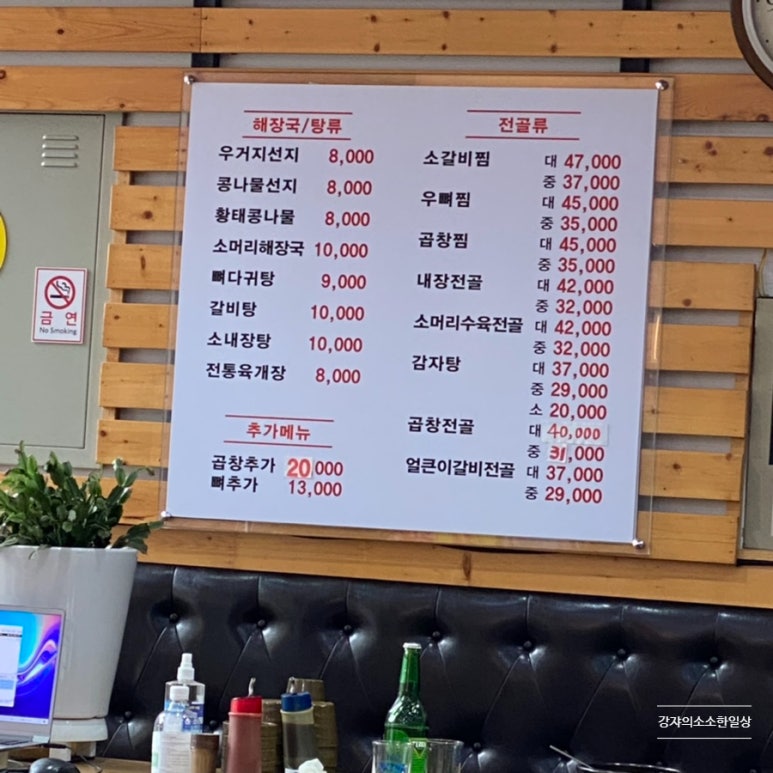 해장국/탕류
우거지선지 8,000
콩나물선지 8,000
황태콩나물 8,000
소머리해장국 10,000
뼈다귀탕 9,000
갈비탕 10,000
소내장탕 10,000
전통육개장 8,000
추가메뉴
곱창추가 20000
뼈추가 13,000
전골류
소갈비찜 대 47,000
중 37,000
우뼈찜 대 45,000
중 35,000
곱창찜 대 45,000
중 35,000
내장전골 대 42,000
중 32,000
소머리수육전골 대 42,000
중 32,000
감자탕 대 37,000
중 29,000
소 20,000
곱창전골 대 40,000
중 31,000
얼큰이갈비전골 대 37,000
중 29,000
금연
No Smoking
강쟈의소소한일상